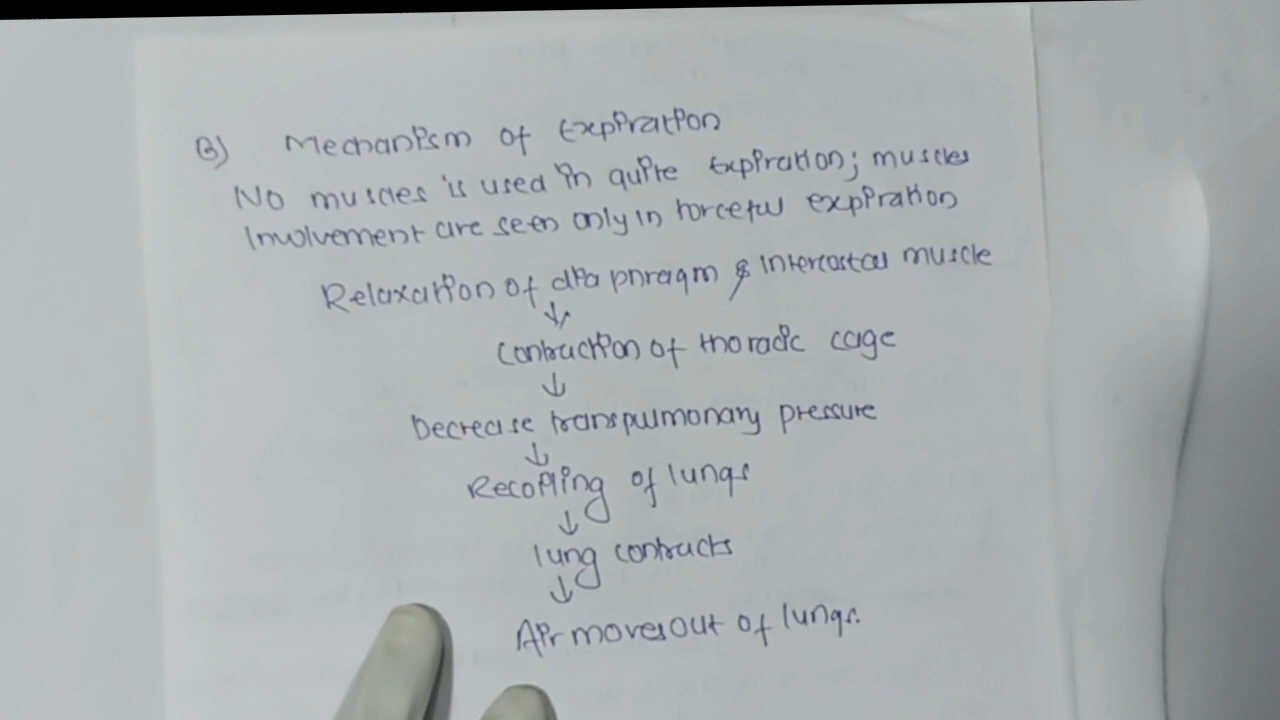 B) Mechanism of Expiration
No muscles is used in quite Expiration; muscles
Involvement are seen only in forceful expiration
Relaxation of diaphragm & intercostal muscle
↓
Contraction of thoradic cage
↓
Decrease transpulmonary pressure
↓
Recoiling of lungs
↓
lung contracts
↓
Air moves out of lungs.